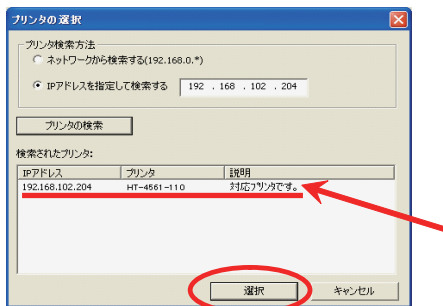 プリンタの選択
プリンタ検索方法
ネットワークから検索する(192.168.0.*)
IPアドレスを指定して検索する 192 . 168 . 102 . 204
プリンタの検索
検索されたプリンタ:
IPアドレス プリンタ 説明
192.168.102.204 HT-4561-110 対応プリンタです。
選択 キャンセル